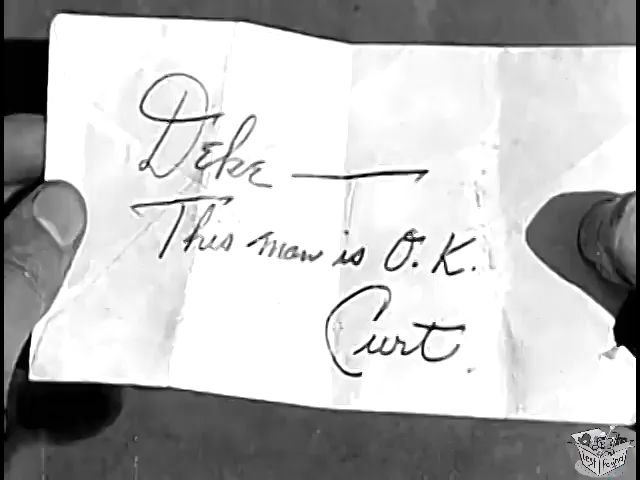 Deke —
This man is O.K.
Curt.